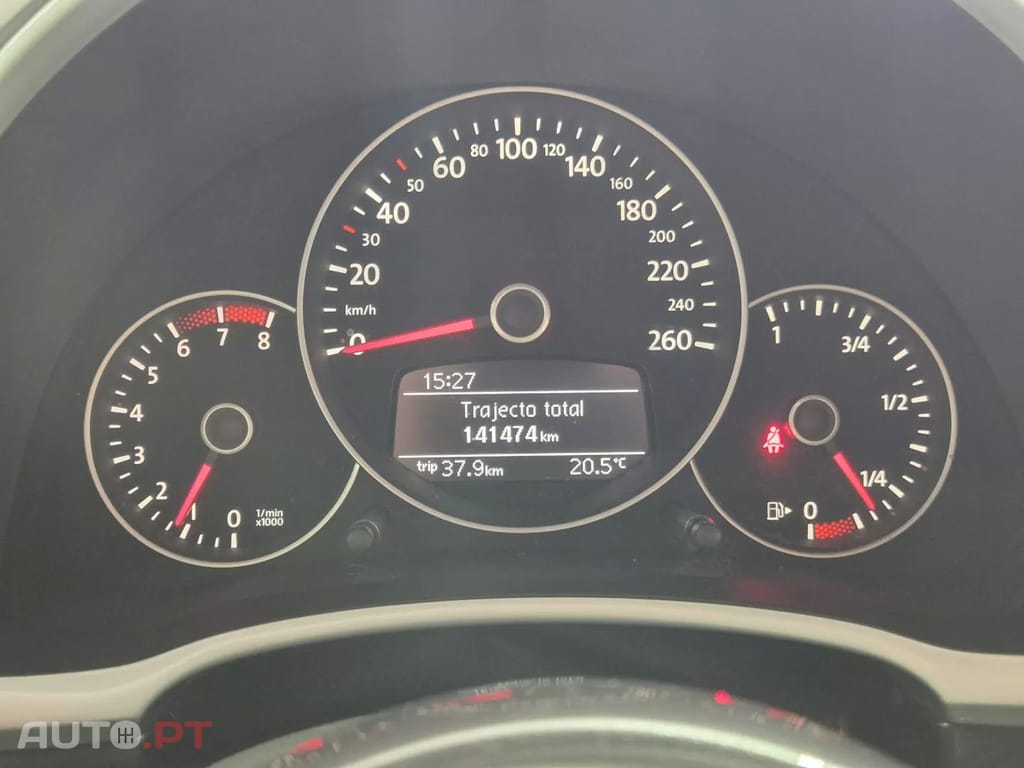 0 20 30 40 50 60 80 100 120 140 160 180 200 220 240 260
km/h
0 1 2 3 4 5 6 7 8
1/min
x1000
15:27
Trajecto total
141474 km
trip 37.9 km 20.5°C
1
3/4
1/2
1/4
0
AUTO.PT